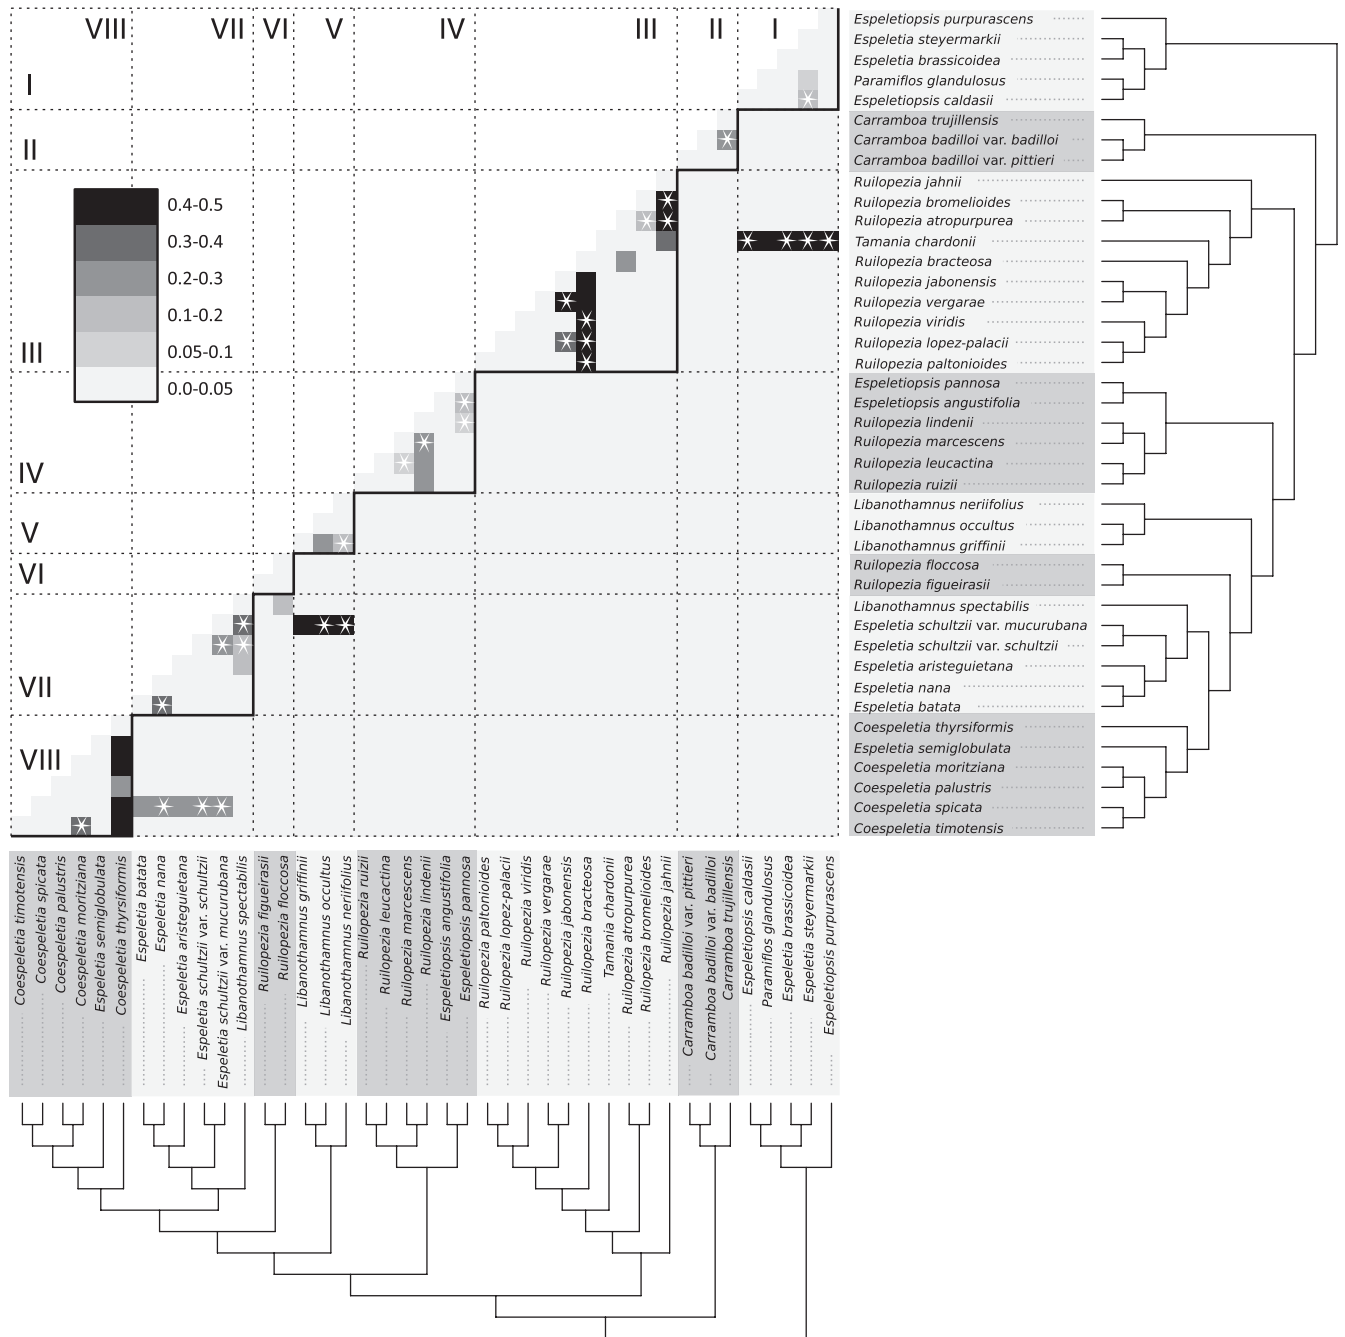 VIII VII VI V IV III II I
I
II
III
IV
V
VI
VII
VIII
0.4-0.5
0.3-0.4
0.2-0.3
0.1-0.2
0.05-0.1
0.0-0.05
Espeletiopsis purpurascens
Espeletia steyermarkii
Espeletia brassicoidea
Paramiflos glandulosus
Espeletiopsis caldasii
Carramboa trujillensis
Carramboa badilloi var. badilloi
Carramboa badilloi var. pittieri
Ruilopezia jahnii
Ruilopezia bromelioides
Ruilopezia atropurpurea
Tamania chardonii
Ruilopezia bracteosa
Ruilopezia jabonensis
Ruilopezia vergarae
Ruilopezia viridis
Ruilopezia lopez-palacii
Ruilopezia paltonioides
Espeletiopsis pannosa
Espeletiopsis angustifolia
Ruilopezia lindenii
Ruilopezia marcescens
Ruilopezia leucactina
Ruilopezia ruizii
Libanothamnus neriifolius
Libanothamnus occultus
Libanothamnus griffinii
Ruilopezia floccosa
Ruilopezia figueirasii
Libanothamnus spectabilis
Espeletia schultzii var. mucurubana
Espeletia schultzii var. schultzii
Espeletia aristeguietana
Espeletia nana
Espeletia batata
Coespeletia thyrsiformis
Espeletia semiglobulata
Coespeletia moritziana
Coespeletia palustris
Coespeletia spicata
Coespeletia timotensis
Coespeletia timotensis
Coespeletia spicata
Coespeletia palustris
Coespeletia moritziana
Espeletia semiglobulata
Coespeletia thyrsiformis
Espeletia batata
Espeletia nana
Espeletia aristeguietana
Espeletia schultzii var. schultzii
Espeletia schultzii var. mucurubana
Libanothamnus spectabilis
Ruilopezia figueirasii
Ruilopezia floccosa
Libanothamnus griffinii
Libanothamnus occultus
Libanothamnus neriifolius
Ruilopezia ruizii
Ruilopezia leucactina
Ruilopezia marcescens
Ruilopezia lindenii
Espeletiopsis angustifolia
Espeletiopsis pannosa
Ruilopezia paltonioides
Ruilopezia lopez-palacii
Ruilopezia viridis
Ruilopezia vergarae
Ruilopezia jabonensis
Ruilopezia bracteosa
Tamania chardonii
Ruilopezia atropurpurea
Ruilopezia bromelioides
Ruilopezia jahnii
Carramboa badilloi var. pittieri
Carramboa badilloi var. badilloi
Carramboa trujillensis
Espeletiopsis caldasii
Paramiflos glandulosus
Espeletia brassicoidea
Espeletia steyermarkii
Espeletiopsis purpurascens